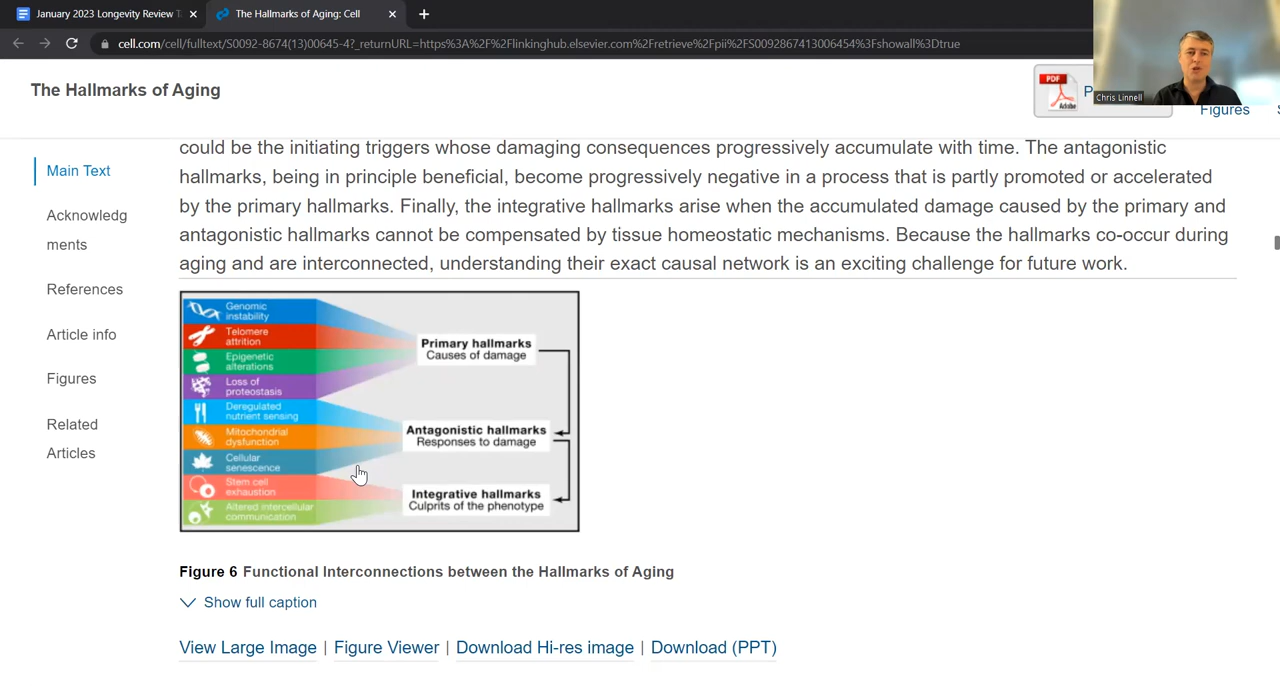 January 2023 Longevity Review T
The Hallmarks of Aging: Cell
cell.com/cell/fulltext/S0092-8674(13)00645-4?_returnURL=https%3A%2F%2Flinkinghub.elsevier.com%2Fretrieve%2Fpii%2FS0092867413006454%3Fshowall%3Dtrue
The Hallmarks of Aging
PDF
Adobe
P
Chris Linnell
Figures
Main Text
Acknowledg
ments
References
Article info
Figures
Related
Articles
could be the initiating triggers whose damaging consequences progressively accumulate with time. The antagonistic
hallmarks, being in principle beneficial, become progressively negative in a process that is partly promoted or accelerated
by the primary hallmarks. Finally, the integrative hallmarks arise when the accumulated damage caused by the primary and
antagonistic hallmarks cannot be compensated by tissue homeostatic mechanisms. Because the hallmarks co-occur during
aging and are interconnected, understanding their exact causal network is an exciting challenge for future work.
Genomic
instability
Telomere
attrition
Epigenetic
alterations
Loss of
proteostasis
Deregulated
nutrient sensing
Mitochondrial
dysfunction
Cellular
senescence
Stem cell
exhaustion
Altered intercellular
communication
Primary hallmarks
Causes of damage
Antagonistic hallmarks
Responses to damage
Integrative hallmarks
Culprits of the phenotype
Figure 6 Functional Interconnections between the Hallmarks of Aging
Show full caption
View Large Image | Figure Viewer | Download Hi-res image | Download (PPT)